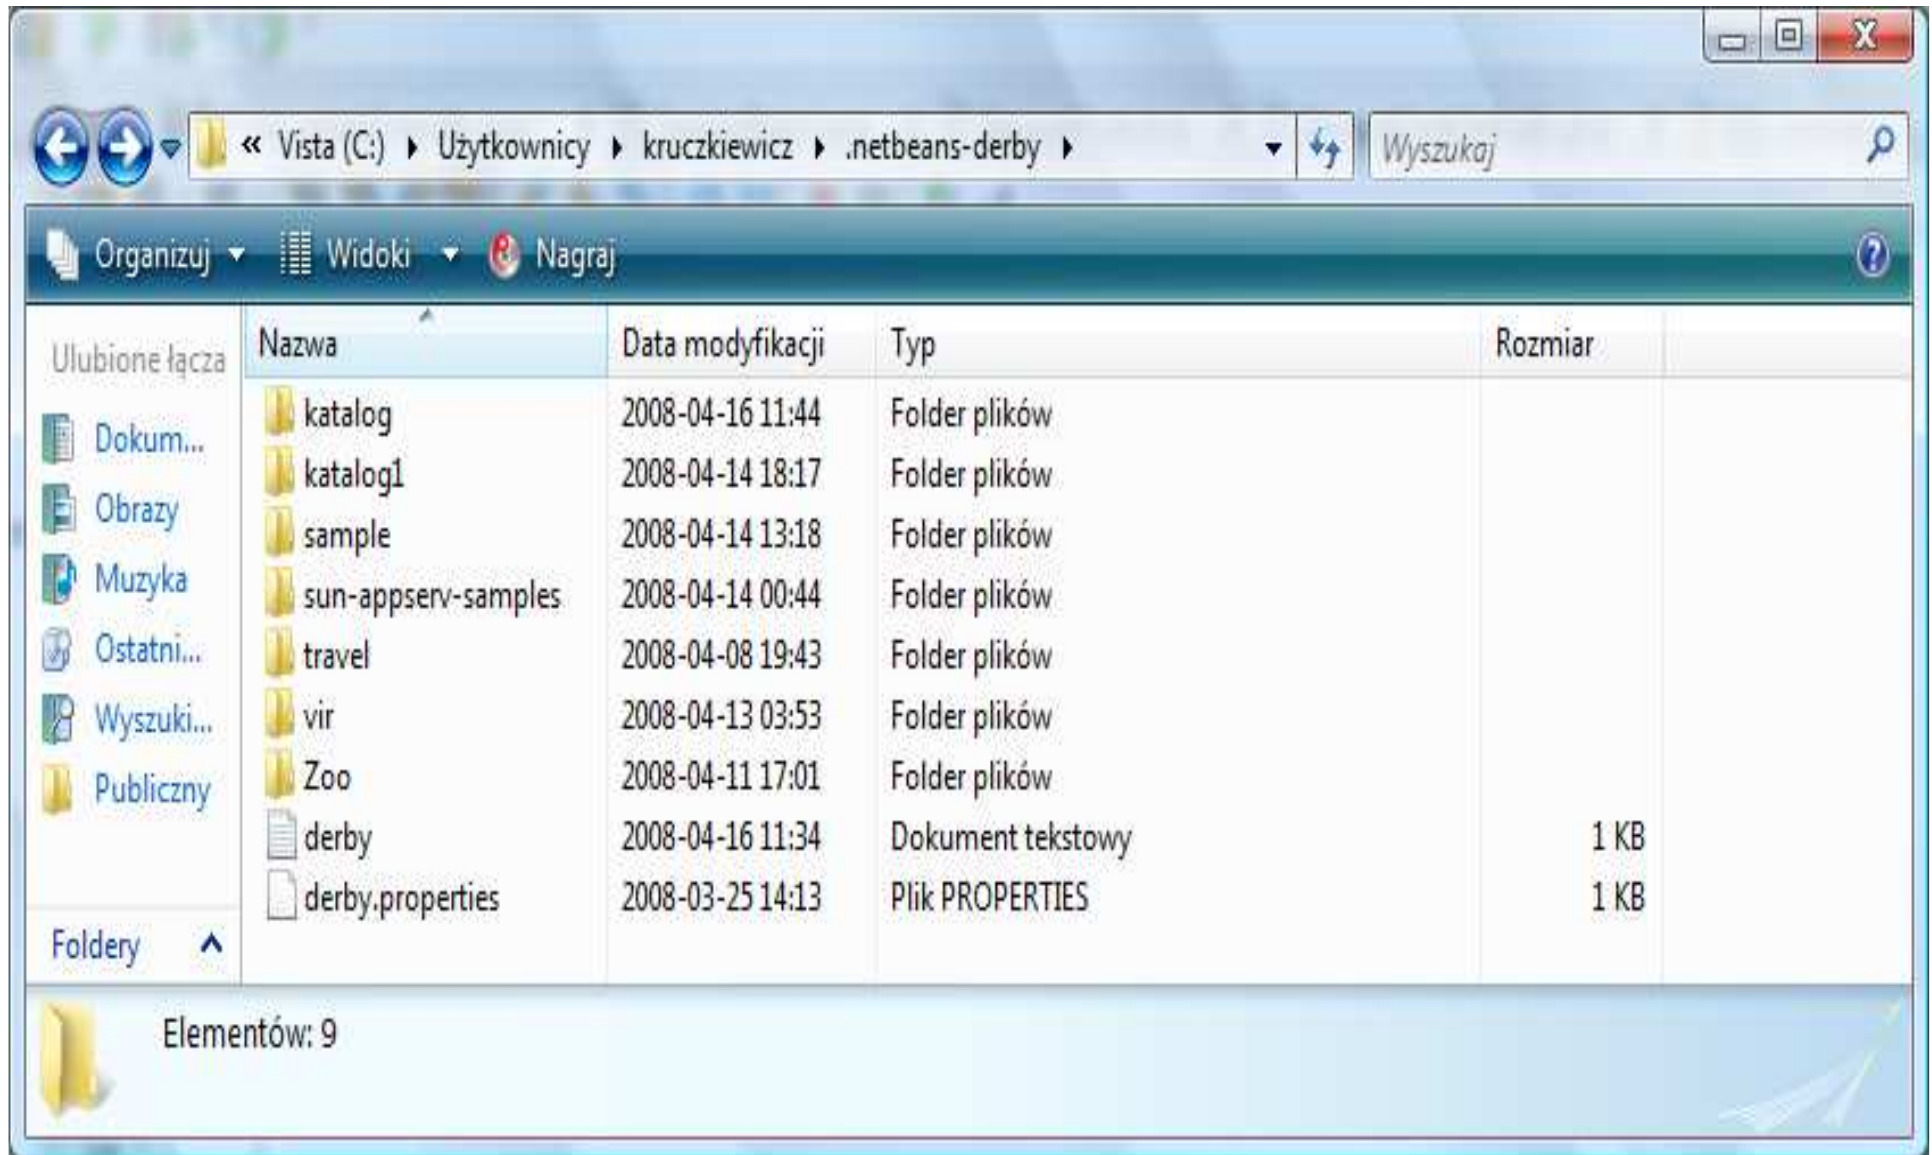 « Vista (C:) Użytkownicy kruczkiewicz .netbeans-derby Wyszukaj
Organizuj Widoki Nagraj
Ulubione łącza
Dokum...
Obrazy
Muzyka
Ostatni...
Wyszuki...
Publiczny
Foldery
Nazwa Data modyfikacji Typ Rozmiar
katalog 2008-04-16 11:44 Folder plików
katalog1 2008-04-14 18:17 Folder plików
sample 2008-04-14 13:18 Folder plików
sun-appserv-samples 2008-04-14 00:44 Folder plików
travel 2008-04-08 19:43 Folder plików
vir 2008-04-13 03:53 Folder plików
Zoo 2008-04-11 17:01 Folder plików
derby 2008-04-16 11:34 Dokument tekstowy 1 KB
derby.properties 2008-03-25 14:13 Plik PROPERTIES 1 KB
Elementów: 9